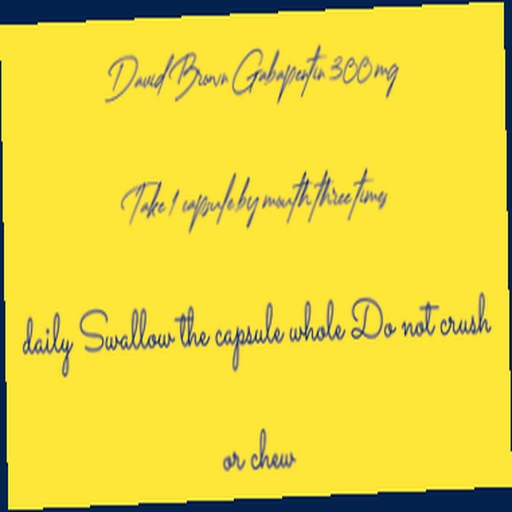 David Brown Gabapentin 300 mg
Take 1 capsule by mouth three times
daily Swallow the capsule whole Do not crush
or chew